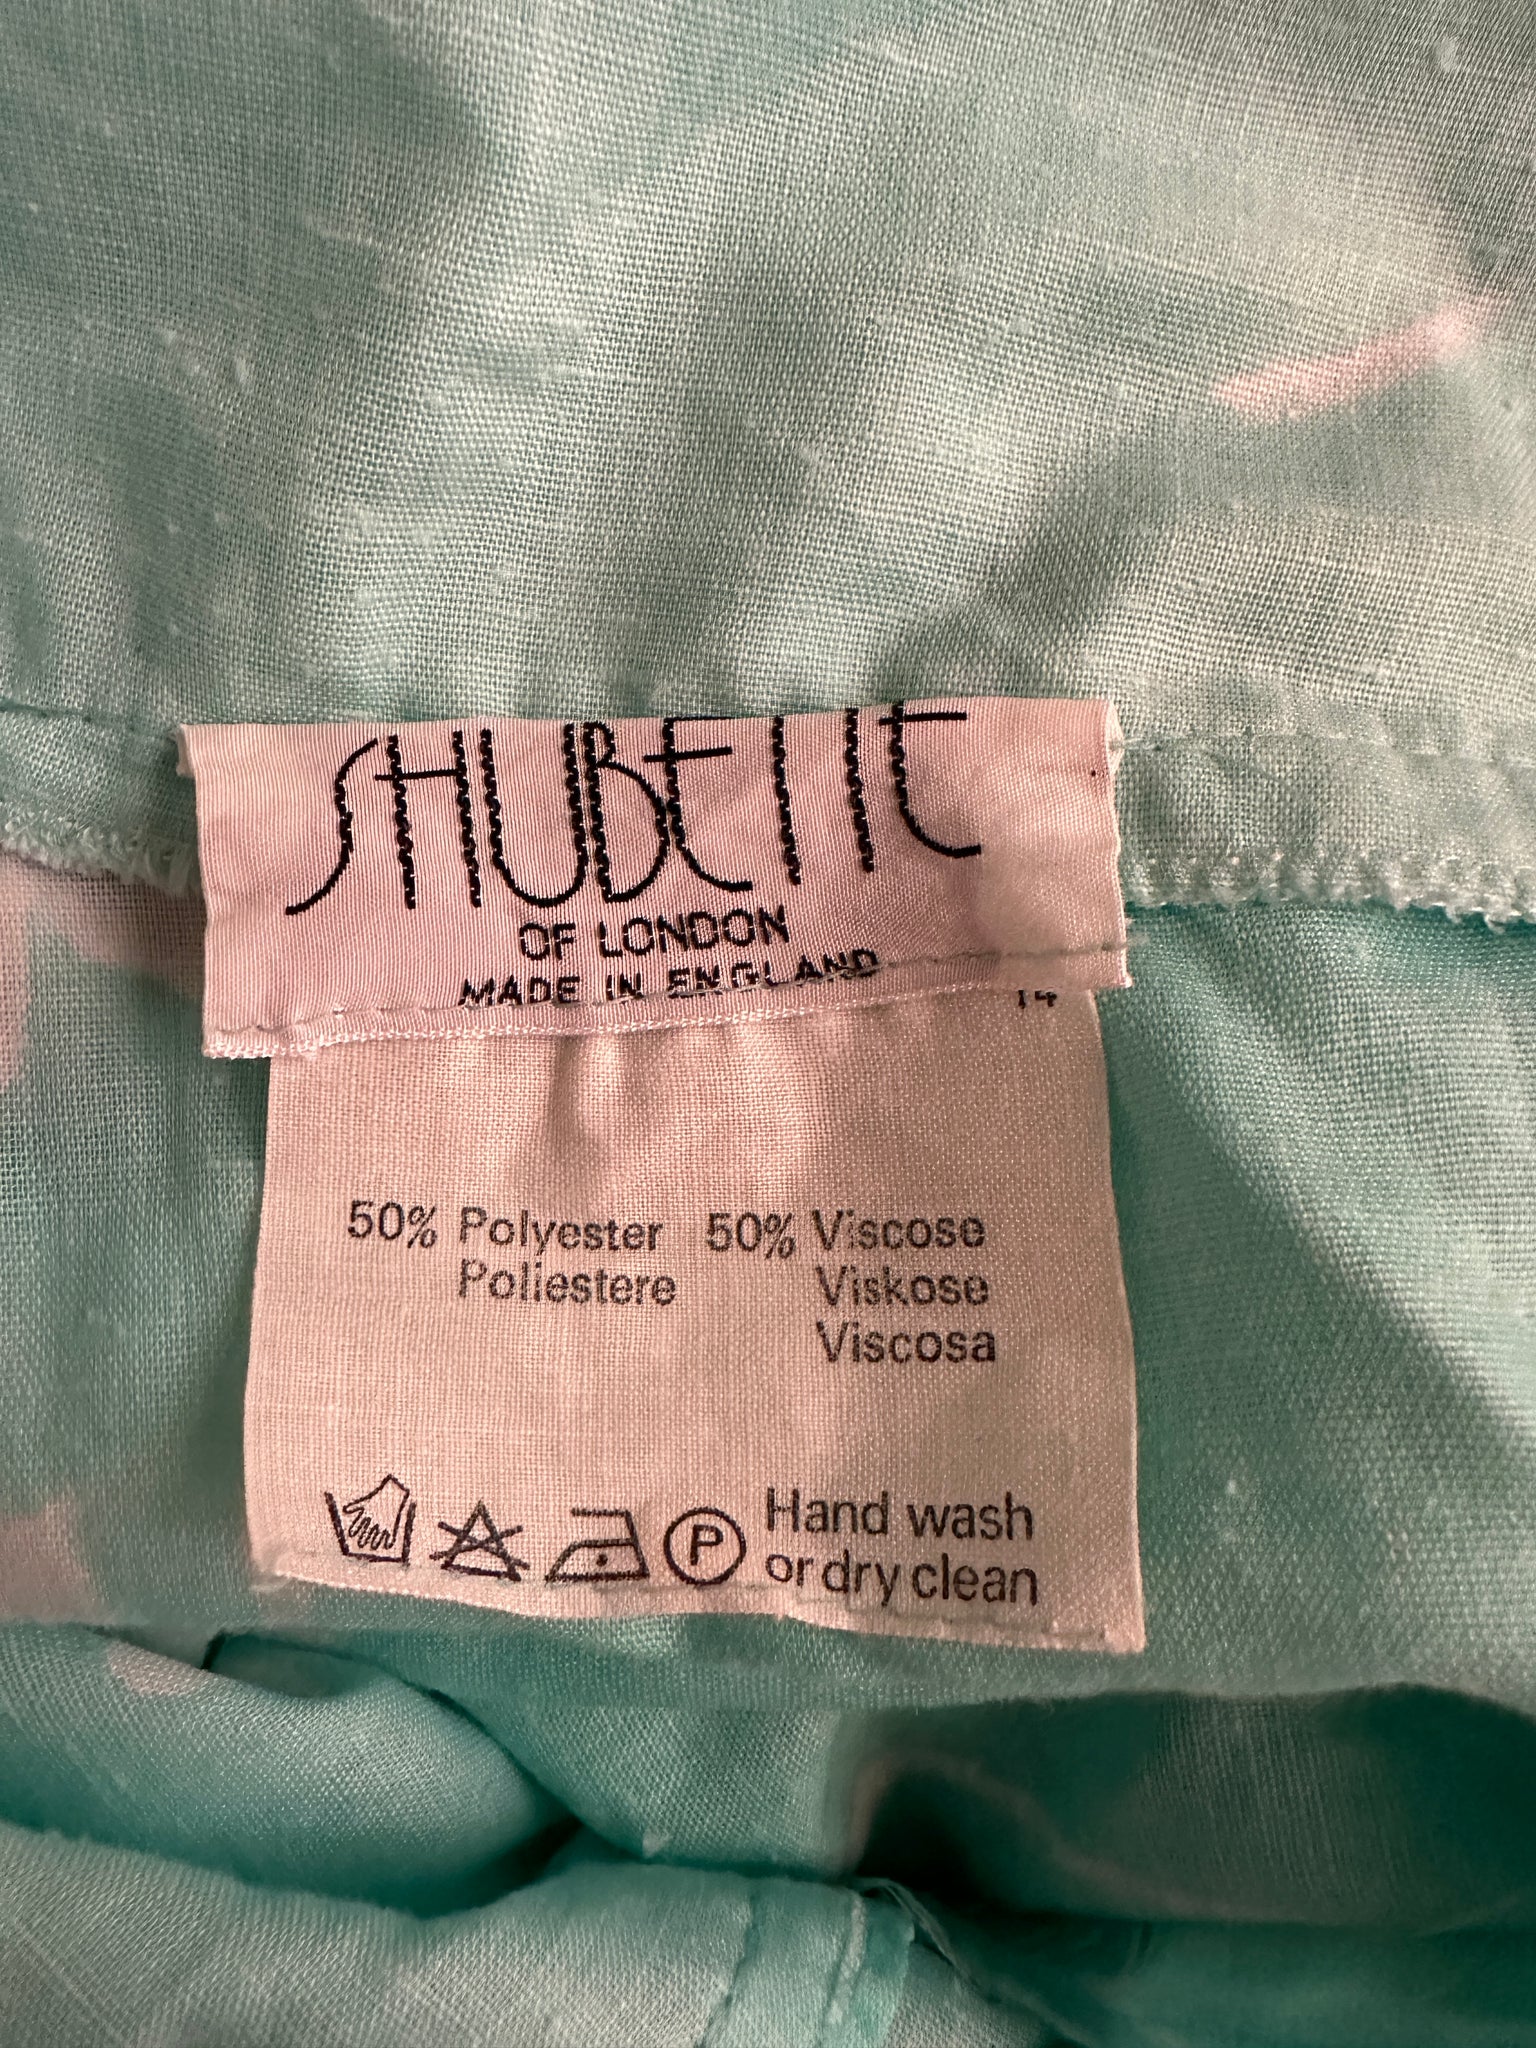 SHUBETTE
OF LONDON
MADE IN ENGLAND
14
50% Polyester 50% Viscose
Poliestere Viskose
Viscosa
P Hand wash
or dry clean